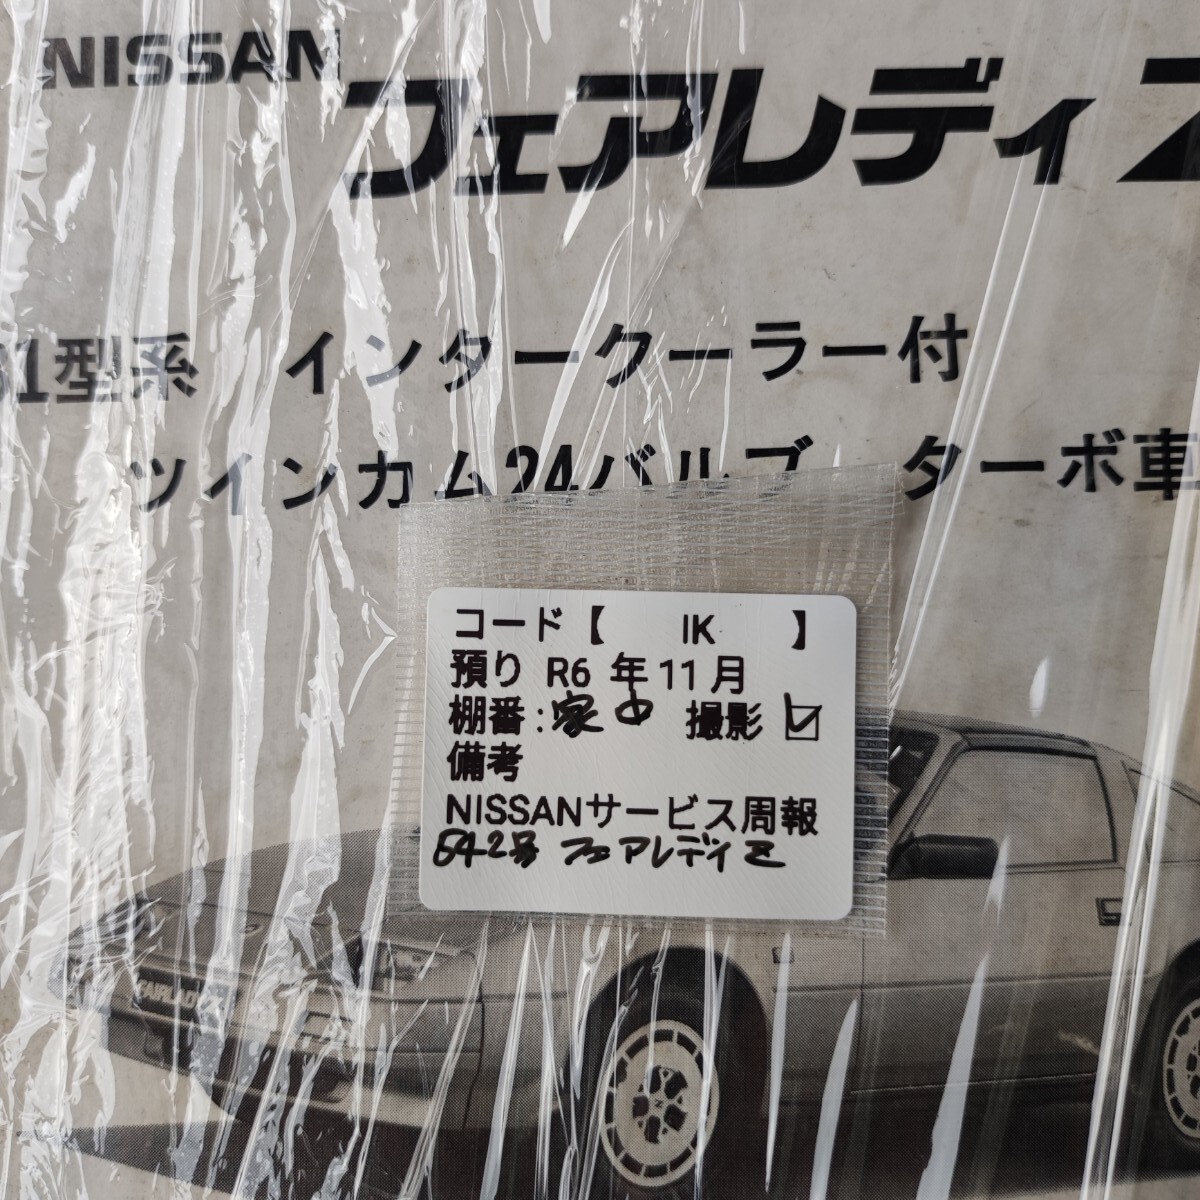 NISSAN
フェアレディZ
31型系 インタークーラー付
ツインカム24バルブ ターボ車
コード【 IK 】
預り R6 年 11 月
棚番:家中 撮影 ☑
備考
NISSANサービス周報
542号 フェアレディZ
FAIRLADY